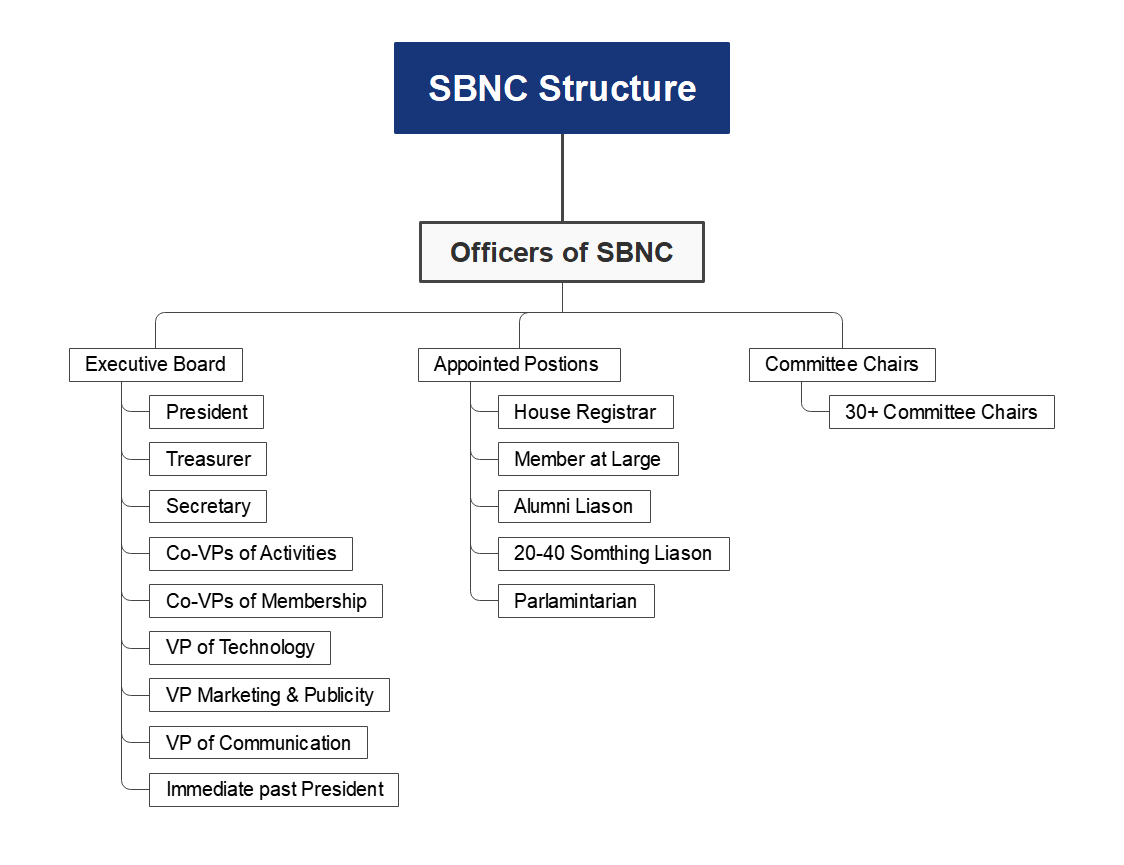 SBNC Structure
Officers of SBNC
Executive Board
President
Treasurer
Secretary
Co-VPs of Activities
Co-VPs of Membership
VP of Technology
VP Marketing & Publicity
VP of Communication
Immediate past President
Appointed Postions
House Registrar
Member at Large
Alumni Liason
20-40 Somthing Liason
Parlamintarian
Committee Chairs
30+ Committee Chairs